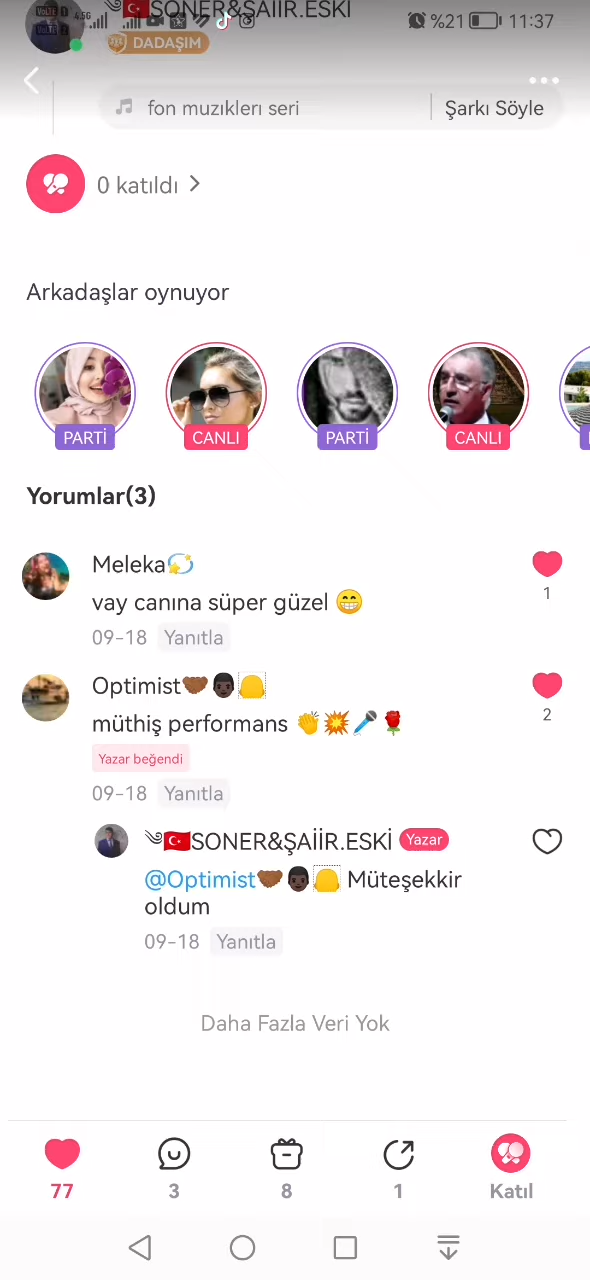 ༄🇹🇷SONER&ŞAİİR.ESKİ
4.5G
%21 11:37
DADAŞIM
fon muzıklerı seri
Şarkı Söyle
0 katıldı >
Arkadaşlar oynuyor
PARTİ
CANLI
PARTİ
CANLI
Yorumlar(3)
Meleka💫
vay canına süper güzel 😁
1
09-18 Yanıtla
Optimist🤝🏾👨🏿
müthiş performans 👏💥🎤🌹
2
Yazar beğendi
09-18 Yanıtla
༄🇹🇷SONER&ŞAİİR.ESKİ Yazar
@Optimist🤝🏾👨🏿 Müteşekkir
oldum
09-18 Yanıtla
Daha Fazla Veri Yok
77
3
8
1
Katıl